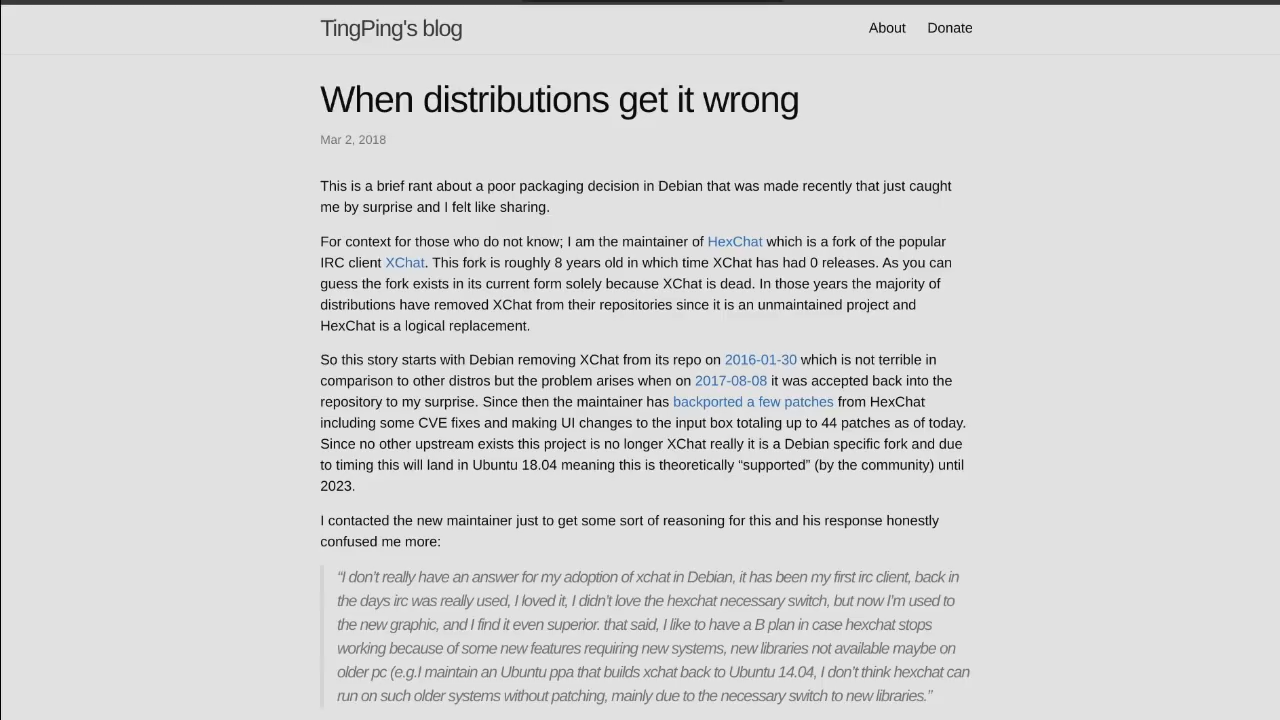 TingPing's blog
About
Donate
When distributions get it wrong
Mar 2, 2018
This is a brief rant about a poor packaging decision in Debian that was made recently that just caught
me by surprise and I felt like sharing.
For context for those who do not know; I am the maintainer of HexChat which is a fork of the popular
IRC client XChat. This fork is roughly 8 years old in which time XChat has had 0 releases. As you can
guess the fork exists in its current form solely because XChat is dead. In those years the majority of
distributions have removed XChat from their repositories since it is an unmaintained project and
HexChat is a logical replacement.
So this story starts with Debian removing XChat from its repo on 2016-01-30 which is not terrible in
comparison to other distros but the problem arises when on 2017-08-08 it was accepted back into the
repository to my surprise. Since then the maintainer has backported a few patches from HexChat
including some CVE fixes and making UI changes to the input box totaling up to 44 patches as of today.
Since no other upstream exists this project is no longer XChat really it is a Debian specific fork and due
to timing this will land in Ubuntu 18.04 meaning this is theoretically “supported” (by the community) until
2023.
I contacted the new maintainer just to get some sort of reasoning for this and his response honestly
confused me more:
“I don’t really have an answer for my adoption of xchat in Debian, it has been my first irc client, back in
the days irc was really used, I loved it, I didn’t love the hexchat necessary switch, but now I’m used to
the new graphic, and I find it even superior. that said, I like to have a B plan in case hexchat stops
working because of some new features requiring new systems, new libraries not available maybe on
older pc (e.g.I maintain an Ubuntu ppa that builds xchat back to Ubuntu 14.04, I don’t think hexchat can
run on such older systems without patching, mainly due to the necessary switch to new libraries.”